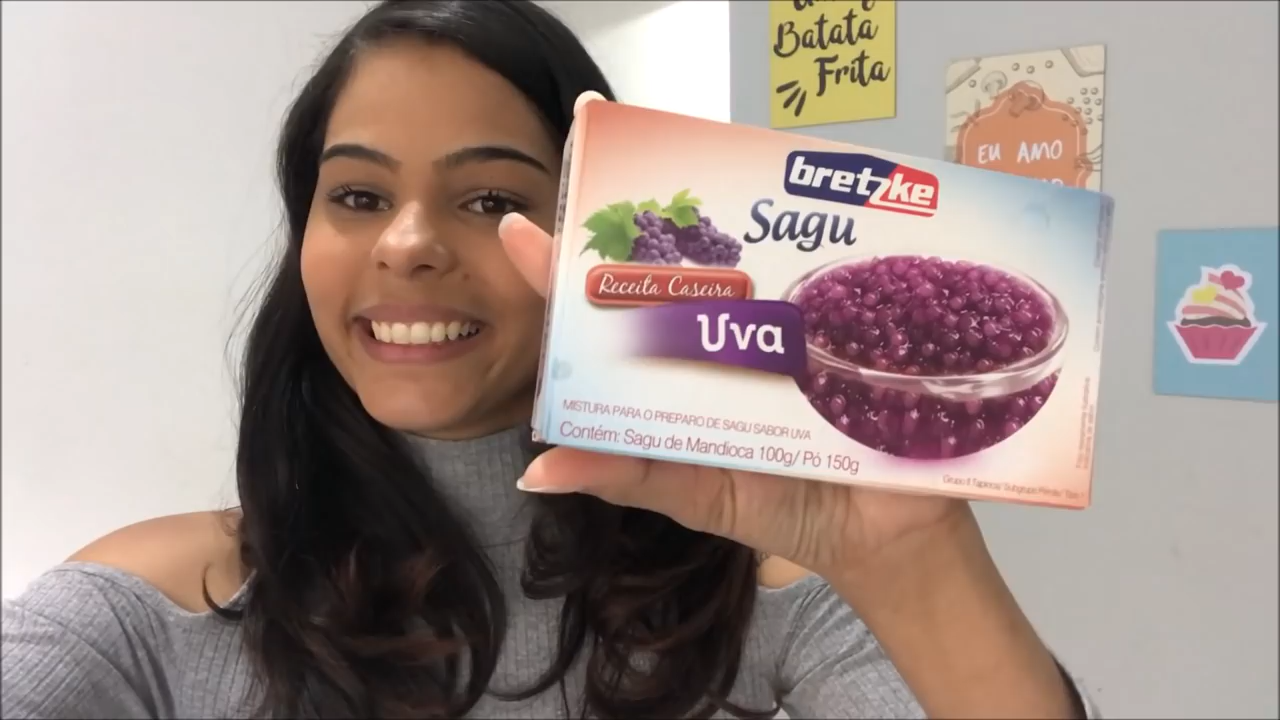 Batata
Frita
EU AMO
bretzke
Sagu
Receita Caseira
Uva
MISTURA PARA O PREPARO DE SAGU SABOR UVA
Contém: Sagu de Mandioca 100g/ Pó 150g